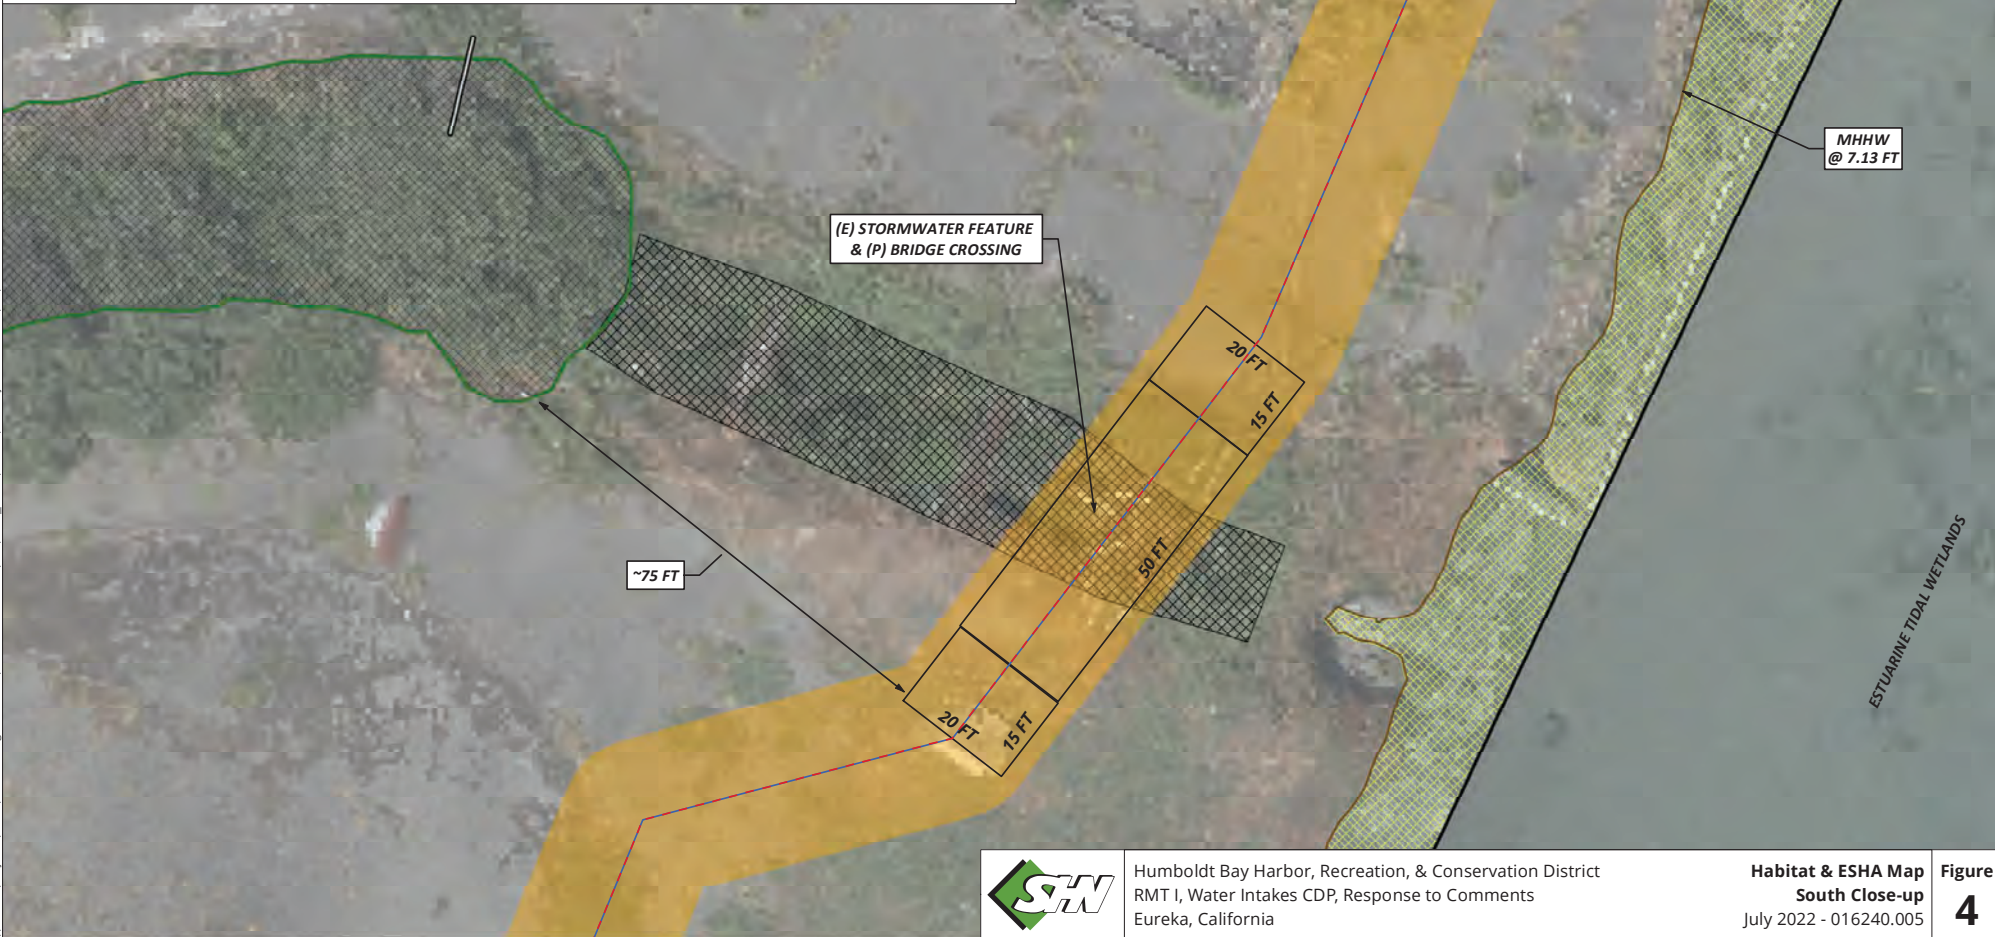 MHHW
@ 7.13 FT
(E) STORMWATER FEATURE
& (P) BRIDGE CROSSING
20 FT
15 FT
50 FT
~75 FT
20 FT
15 FT
ESTUARINE TIDAL WETLANDS
SHN
Humboldt Bay Harbor, Recreation, & Conservation District
RMT I, Water Intakes CDP, Response to Comments
Eureka, California
Habitat & ESHA Map
South Close-up
July 2022 - 016240.005
Figure
4